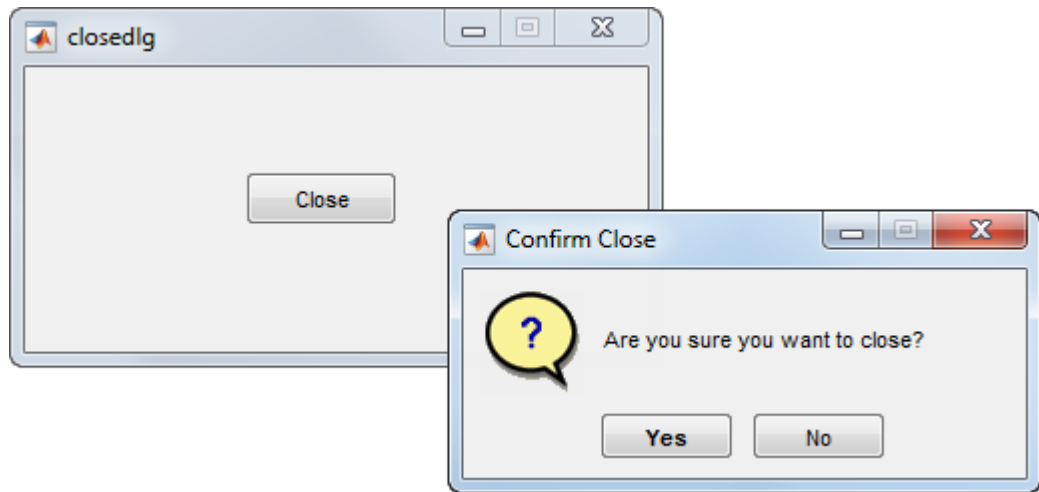 closedlg
Close
Confirm Close
?
Are you sure you want to close?
Yes No